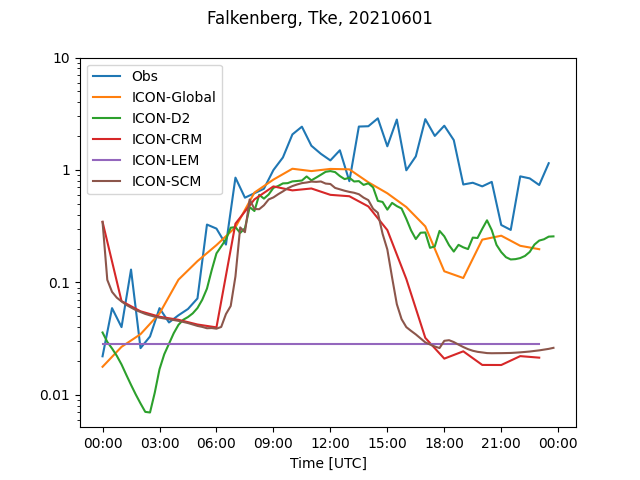 Falkenberg, Tke, 20210601
10
1
0.1
0.01
Obs
ICON-Global
ICON-D2
ICON-CRM
ICON-LEM
ICON-SCM
00:00 03:00 06:00 09:00 12:00 15:00 18:00 21:00 00:00
Time [UTC]